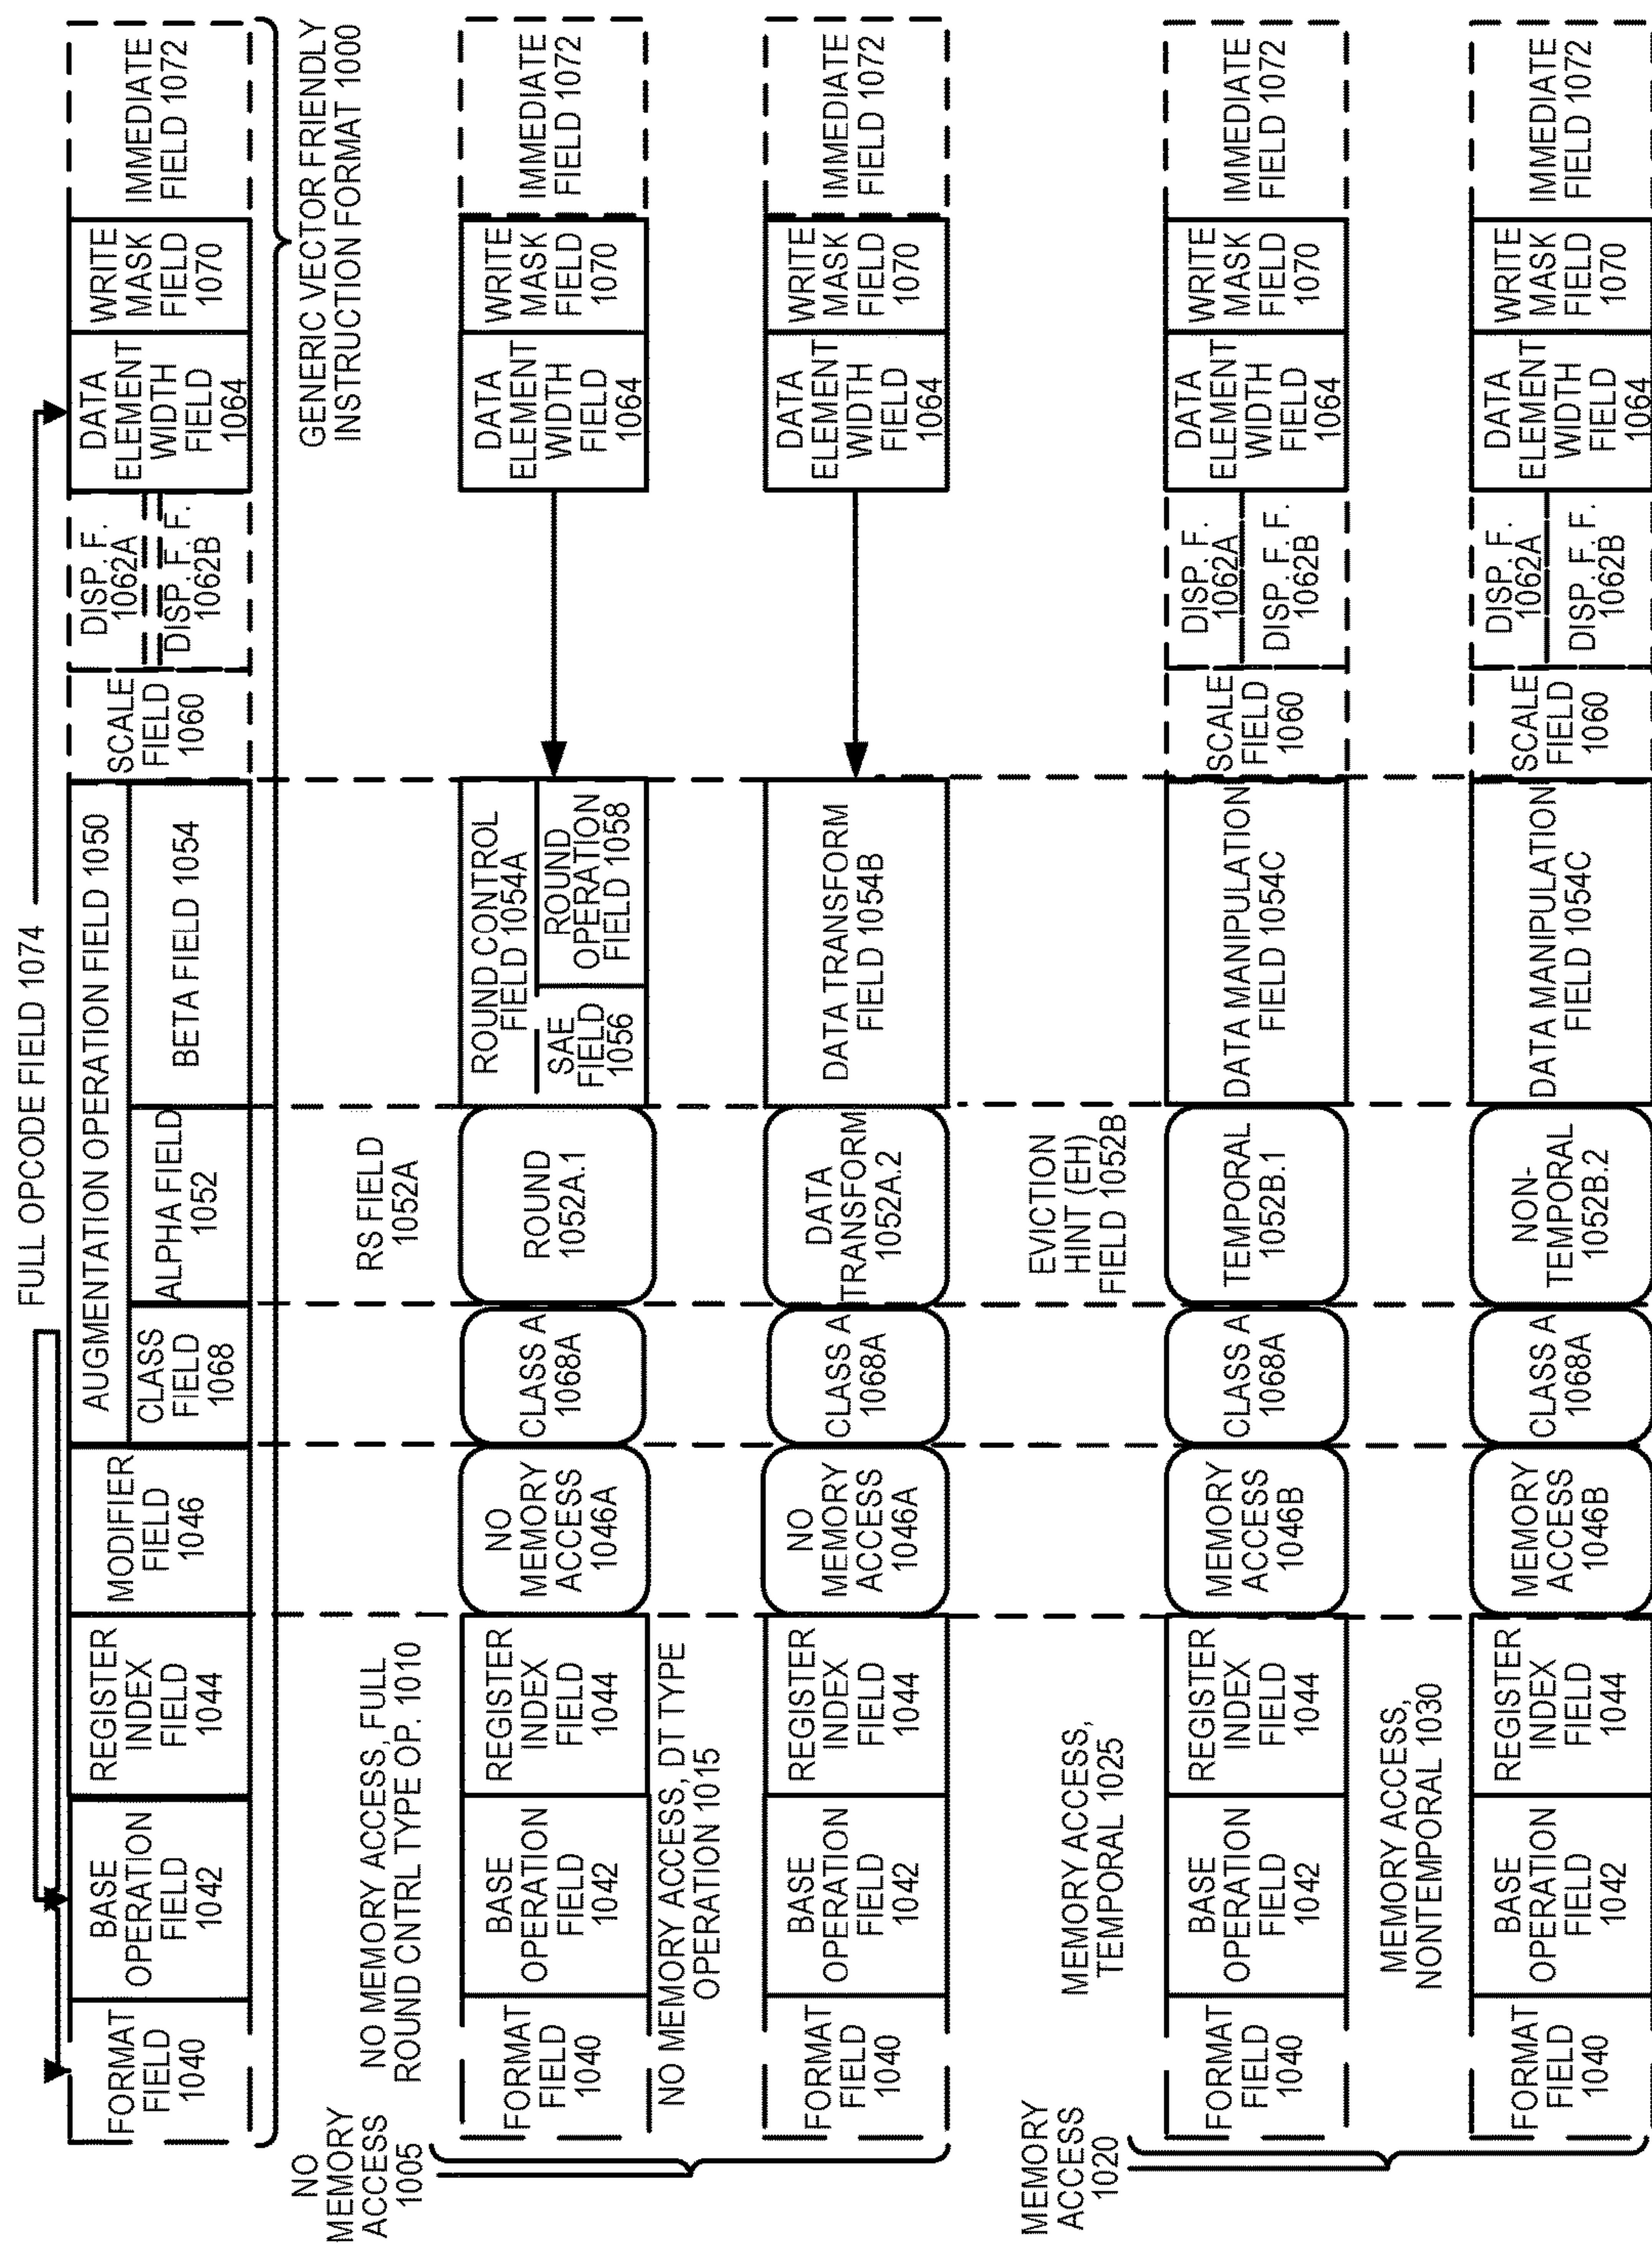 FULL OPCODE FIELD 1074
FORMAT
FIELD
1040
BASE
OPERATION
FIELD
1042
REGISTER
INDEX
FIELD
1044
MODIFIER
FIELD
1046
AUGMENTATION OPERATION FIELD 1050
CLASS
FIELD
1068
ALPHA FIELD
1052
BETA FIELD 1054
SCALE
FIELD
1060
DISP. F.
1062A
DISP. F. F.
1062B
DATA
ELEMENT
WIDTH
FIELD
1064
WRITE
MASK
FIELD
1070
IMMEDIATE
FIELD 1072
GENERIC VECTOR FRIENDLY
INSTRUCTION FORMAT 1000
NO
MEMORY
ACCESS
1005
NO MEMORY ACCESS, FULL
ROUND CNTRL TYPE OP. 1010
RS FIELD
1052A
FORMAT
FIELD
1040
BASE
OPERATION
FIELD
1042
REGISTER
INDEX
FIELD
1044
NO
MEMORY
ACCESS
1046A
CLASS A
1068A
ROUND
1052A.1
ROUND CONTROL
FIELD 1054A
SAE
FIELD
1056
ROUND
OPERATION
FIELD 1058
DATA
ELEMENT
WIDTH
FIELD
1064
WRITE
MASK
FIELD
1070
IMMEDIATE
FIELD 1072
NO MEMORY ACCESS, DT TYPE
OPERATION 1015
FORMAT
FIELD
1040
BASE
OPERATION
FIELD
1042
REGISTER
INDEX
FIELD
1044
NO
MEMORY
ACCESS
1046A
CLASS A
1068A
DATA
TRANSFORM
1052A.2
DATA TRANSFORM
FIELD 1054B
DATA
ELEMENT
WIDTH
FIELD
1064
WRITE
MASK
FIELD
1070
IMMEDIATE
FIELD 1072
MEMORY
ACCESS
1020
MEMORY ACCESS,
TEMPORAL 1025
EVICTION
HINT (EH)
FIELD 1052B
FORMAT
FIELD
1040
BASE
OPERATION
FIELD
1042
REGISTER
INDEX
FIELD
1044
MEMORY
ACCESS
1046B
CLASS A
1068A
TEMPORAL
1052B.1
DATA MANIPULATION
FIELD 1054C
SCALE
FIELD
1060
DISP. F.
1062A
DISP. F. F.
1062B
DATA
ELEMENT
WIDTH
FIELD
1064
WRITE
MASK
FIELD
1070
IMMEDIATE
FIELD 1072
MEMORY ACCESS,
NONTEMPORAL 1030
FORMAT
FIELD
1040
BASE
OPERATION
FIELD
1042
REGISTER
INDEX
FIELD
1044
MEMORY
ACCESS
1046B
CLASS A
1068A
NON-
TEMPORAL
1052B.2
DATA MANIPULATION
FIELD 1054C
SCALE
FIELD
1060
DISP. F.
1062A
DISP. F. F.
1062B
DATA
ELEMENT
WIDTH
FIELD
1064
WRITE
MASK
FIELD
1070
IMMEDIATE
FIELD 1072